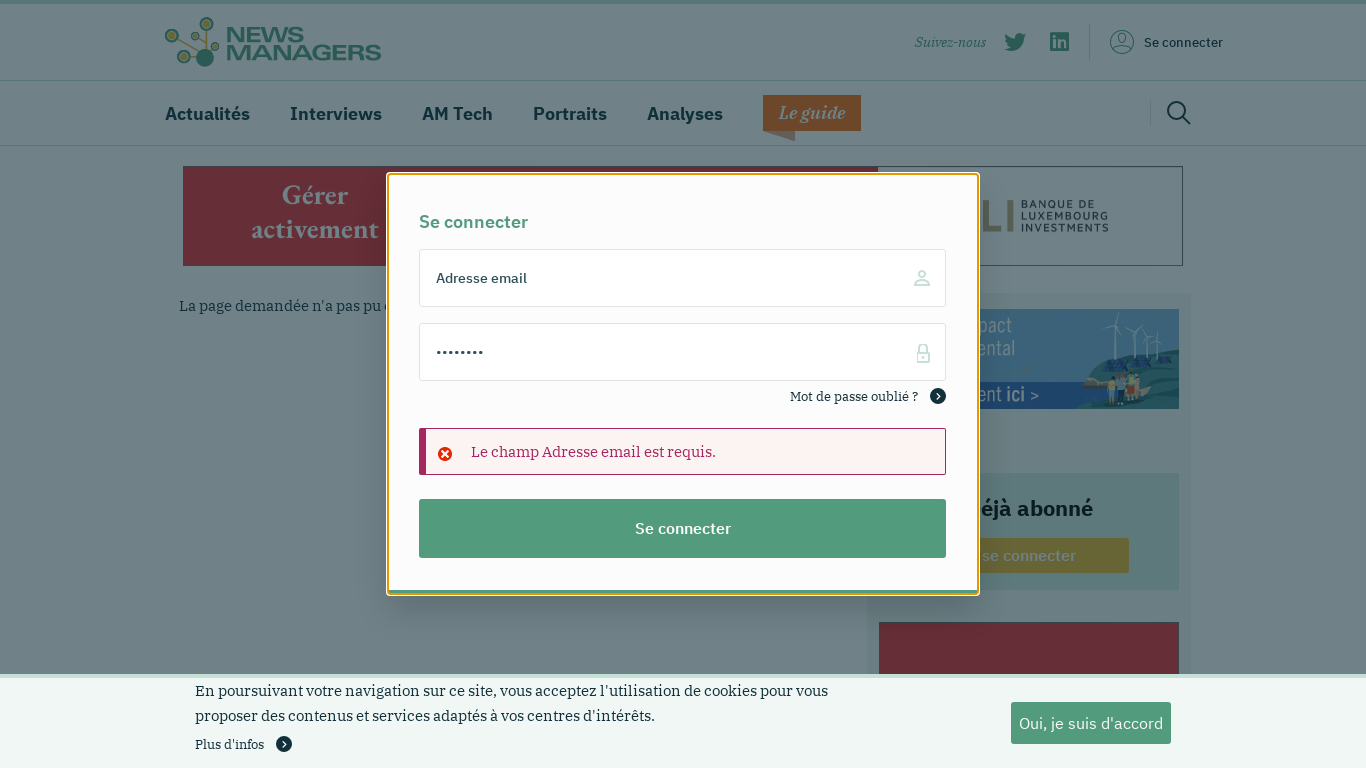 NEWS
MANAGERS
Suivez-nous
Se connecter
Actualités
Interviews
AM Tech
Portraits
Analyses
Le guide
Gérer
activement
LI
BANQUE DE
LUXEMBOURG
INVESTMENTS
La page demandée n'a pas pu
Se connecter
Adresse email
••••••••
Mot de passe oublié ?
Le champ Adresse email est requis.
Se connecter
pact
ental
ent ici >
éjà abonné
se connecter
En poursuivant votre navigation sur ce site, vous acceptez l'utilisation de cookies pour vous
proposer des contenus et services adaptés à vos centres d'intérêts.
Plus d'infos
Oui, je suis d'accord